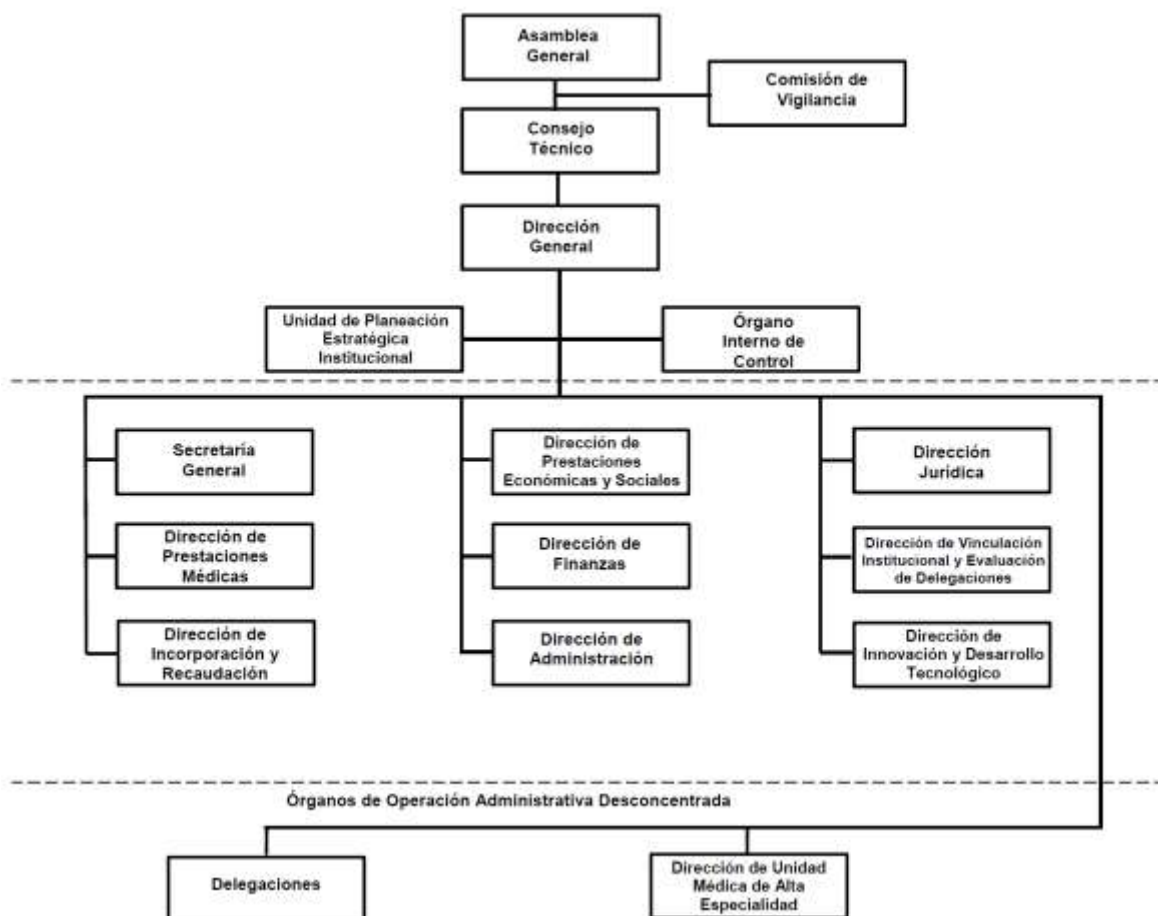 Asamblea
General
Comisión de
Vigilancia
Consejo
Técnico
Dirección
General
Unidad de Planeación
Estratégica
Institucional
Órgano
Interno de
Control
Secretaría
General
Dirección de
Prestaciones
Económicas y Sociales
Dirección
Jurídica
Dirección de
Prestaciones
Médicas
Dirección de
Finanzas
Dirección de Vinculación
Institucional y Evaluación
de Delegaciones
Dirección de
Incorporación y
Recaudación
Dirección de
Administración
Dirección de
Innovación y Desarrollo
Tecnológico
Órganos de Operación Administrativa Desconcentrada
Delegaciones
Dirección de Unidad
Médica de Alta
Especialidad